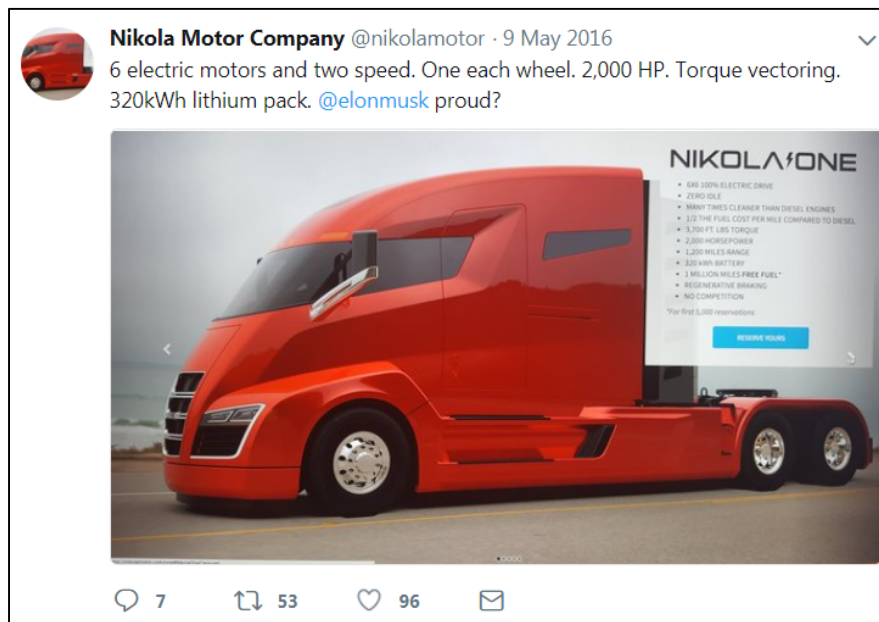 Nikola Motor Company @nikolamotor · 9 May 2016
6 electric motors and two speed. One each wheel. 2,000 HP. Torque vectoring.
320kWh lithium pack. @elonmusk proud?
NIKOLA ONE
• 6X6 100% ELECTRIC DRIVE
• ZERO IDLE
• MANY TIMES CLEANER THAN DIESEL ENGINES
• 1/2 THE FUEL COST PER MILE COMPARED TO DIESEL
• 3,700 FT. LBS TORQUE
• 2,000 HORSEPOWER
• 1,200 MILES RANGE
• 320 kWh BATTERY
• 1 MILLION MILES FREE FUEL*
• REGENERATIVE BRAKING
• NO COMPETITION
*For first 5,000 reservations
RESERVE YOURS
7 53 96